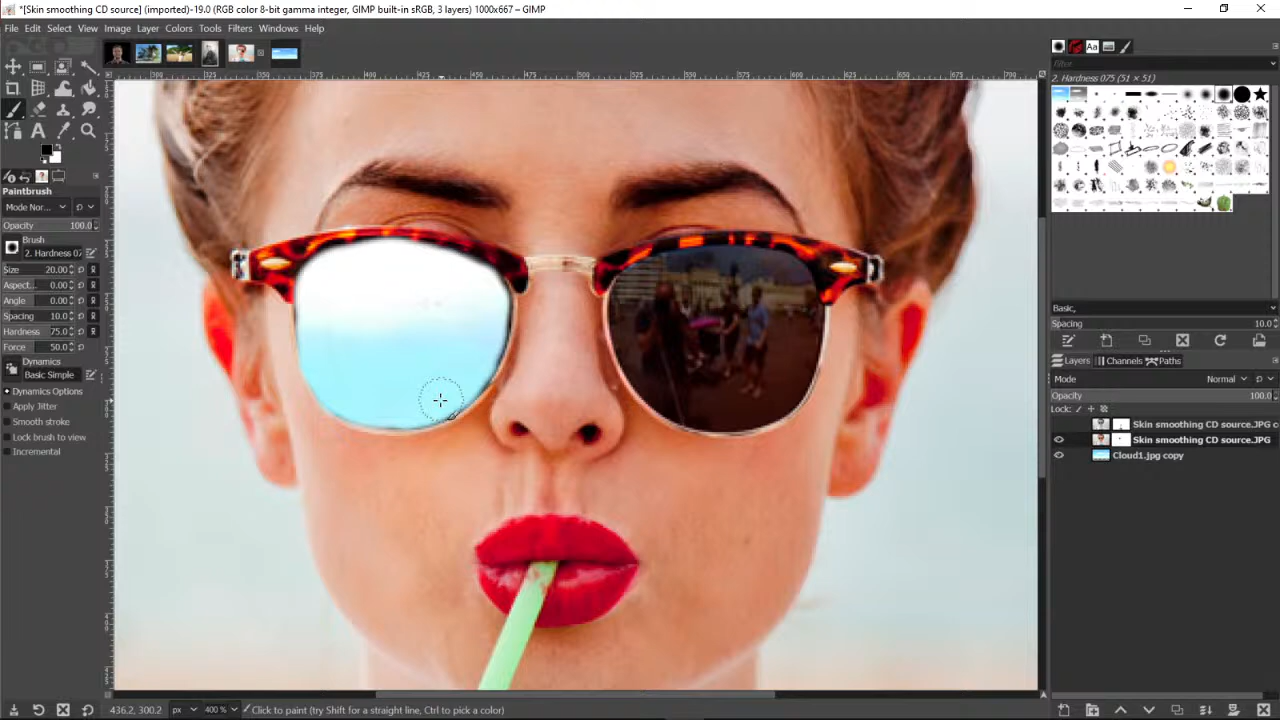 *[Skin smoothing CD source] (imported)-19.0 (RGB color 8-bit gamma integer, GIMP built-in sRGB, 3 layers) 1000x667 – GIMP
File Edit Select View Image Layer Colors Tools Filters Windows Help
Filter
2. Hardness 075 (51 × 51)
Paintbrush
Mode Nor...
Opacity 100.0
Brush
2. Hardness 07
Size 20.00
Aspect... 0.00
Angle 0.00
Spacing 10.0
Hardness 75.0
Force 50.0
Dynamics
Basic Simple
Dynamics Options
Apply Jitter
Smooth stroke
Lock brush to view
Incremental
Basic,
Spacing 10.0
Layers Channels Paths
Mode Normal
Opacity 100.0
Lock:
Skin smoothing CD source.JPG c
Skin smoothing CD source.JPG
Cloud1.jpg copy
436.2, 300.2 px 400 % Click to paint (try Shift for a straight line, Ctrl to pick a color)